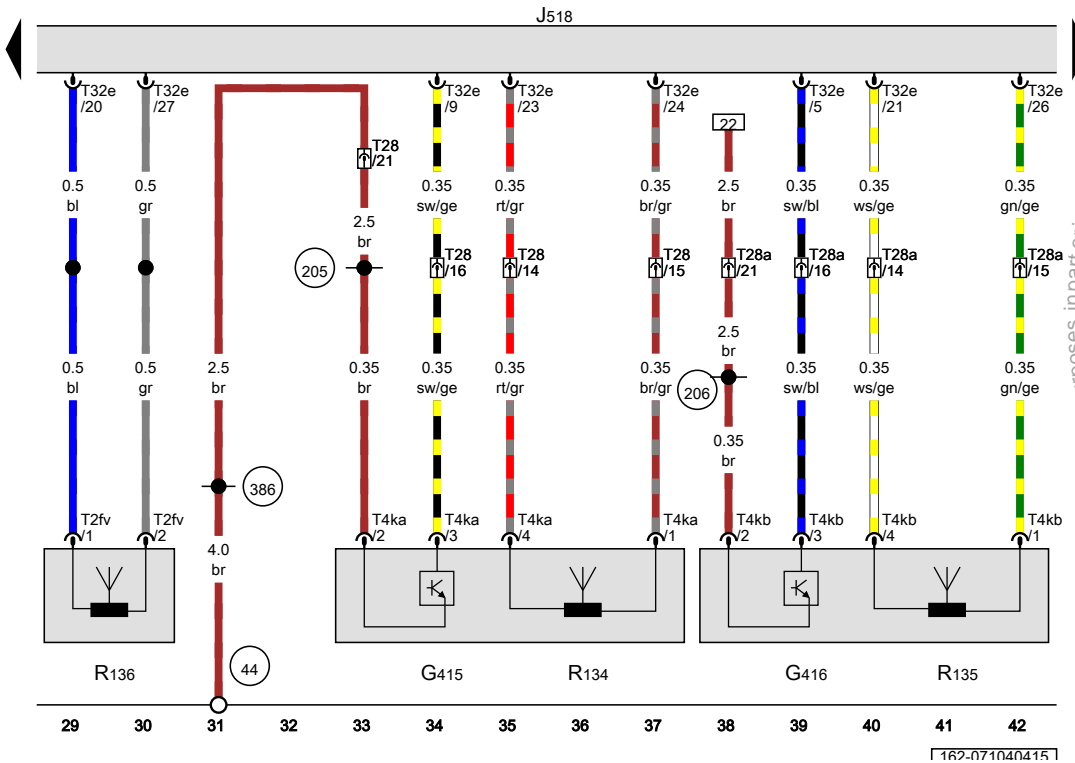 J518
T32e T32e T32e T32e T32e T32e T32e T32e
/20 /27 /9 /23 /24 /5 /21 /26
22
T28
/21
0.5 0.5 0.35 0.35 0.35 2.5 0.35 0.35 0.35
bl gr sw/ge rt/gr br/gr br sw/bl ws/ge gn/ge
2.5
br
205
T28 T28 T28 T28a T28a T28a T28a
/16 /14 /15 /21 /16 /14 /15
2.5
br
0.5 0.5 2.5 0.35 0.35 0.35 0.35 0.35 0.35 0.35
bl gr br br sw/ge rt/gr br/gr sw/bl ws/ge gn/ge
206
0.35
br
386
T2fv T2fv T4ka T4ka T4ka T4ka T4kb T4kb T4kb T4kb
/1 /2 /2 /3 /4 /1 /2 /3 /4 /1
4.0
br
44
R136 G415 R134 G416 R135
29 30 31 32 33 34 35 36 37 38 39 40 41 42
162-071040415